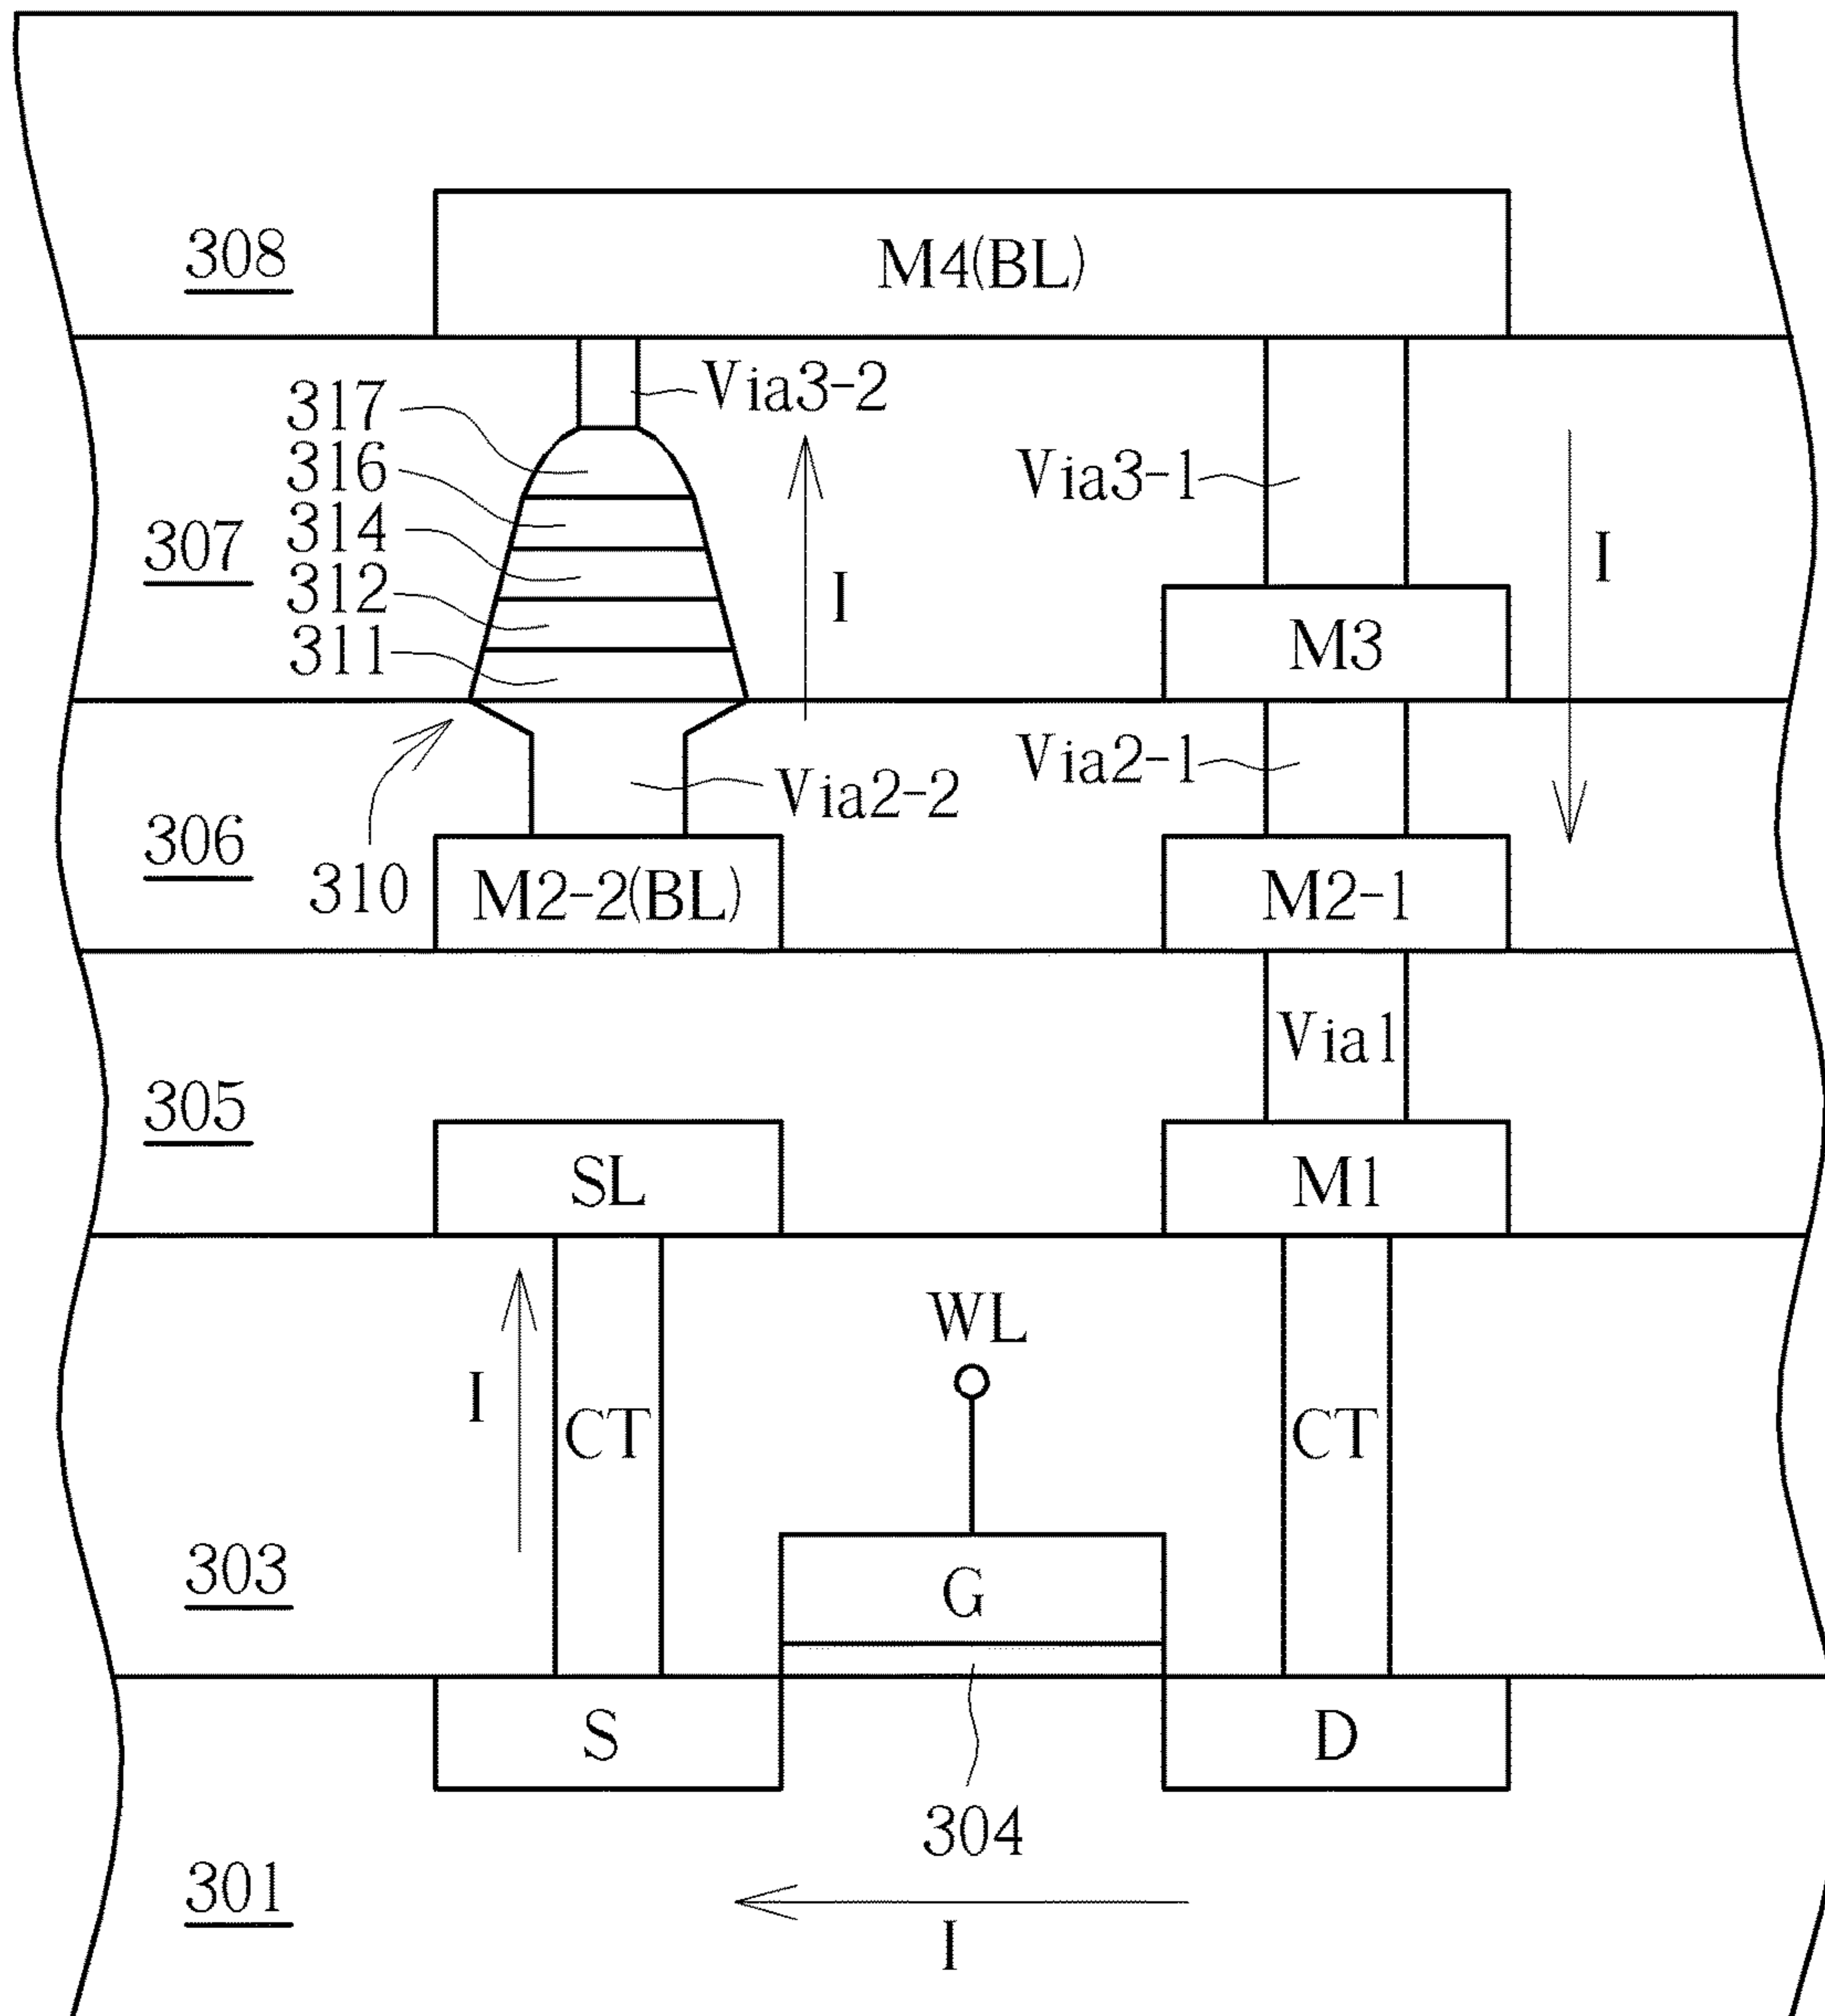 308
M4(BL)
317
Via3-2
316
Via3-1
314
307
I
I
312
311
M3
Via2-1
Via2-2
306
310
M2-2(BL)
M2-1
Via1
305
SL
M1
WL
I
CT
CT
303
G
S
D
304
301
I